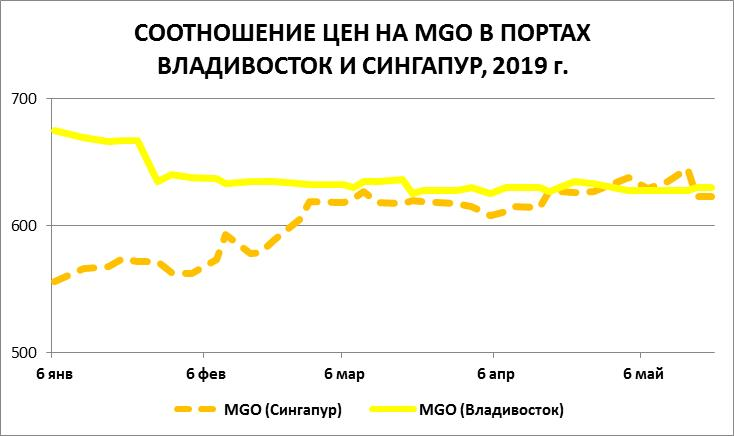 СООТНОШЕНИЕ ЦЕН НА MGO В ПОРТАХ
ВЛАДИВОСТОК И СИНГАПУР, 2019 г.
700
600
500
6 янв 6 фев 6 мар 6 апр 6 май
MGO (Сингапур) MGO (Владивосток)